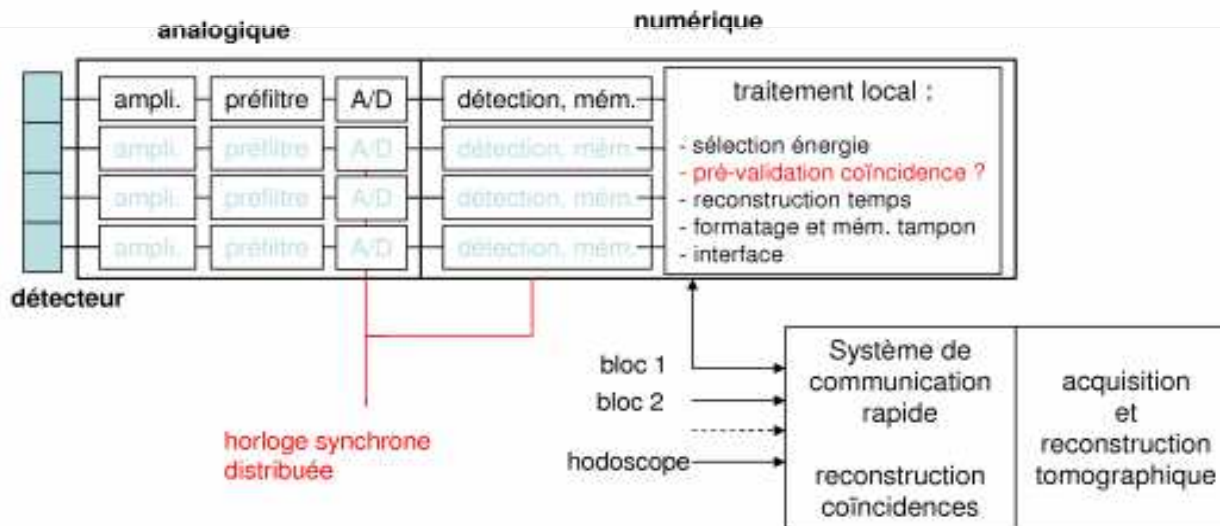 analogique
numérique
ampli. préfiltre A/D détection, mém.
ampli. préfiltre A/D détection, mém.
ampli. préfiltre A/D détection, mém.
ampli. préfiltre A/D détection, mém.
traitement local :
- sélection énergie
- pré-validation coïncidence ?
- reconstruction temps
- formatage et mém. tampon
- interface
détecteur
horloge synchrone
distribuée
bloc 1
bloc 2
hodoscope
Système de
communication
rapide
reconstruction
coïncidences
acquisition
et
reconstruction
tomographique